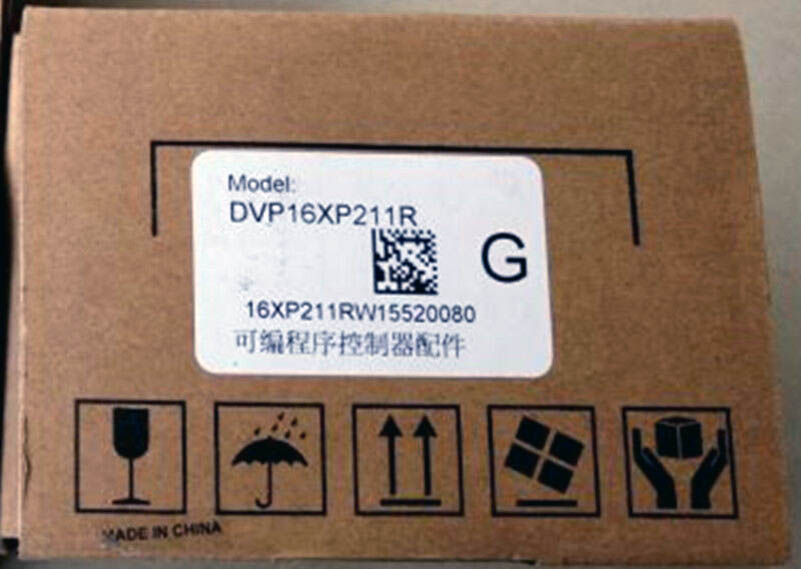 Model:
DVP16XP211R
G
16XP211RW15520080
可编程序控制器配件
MADE IN CHINA